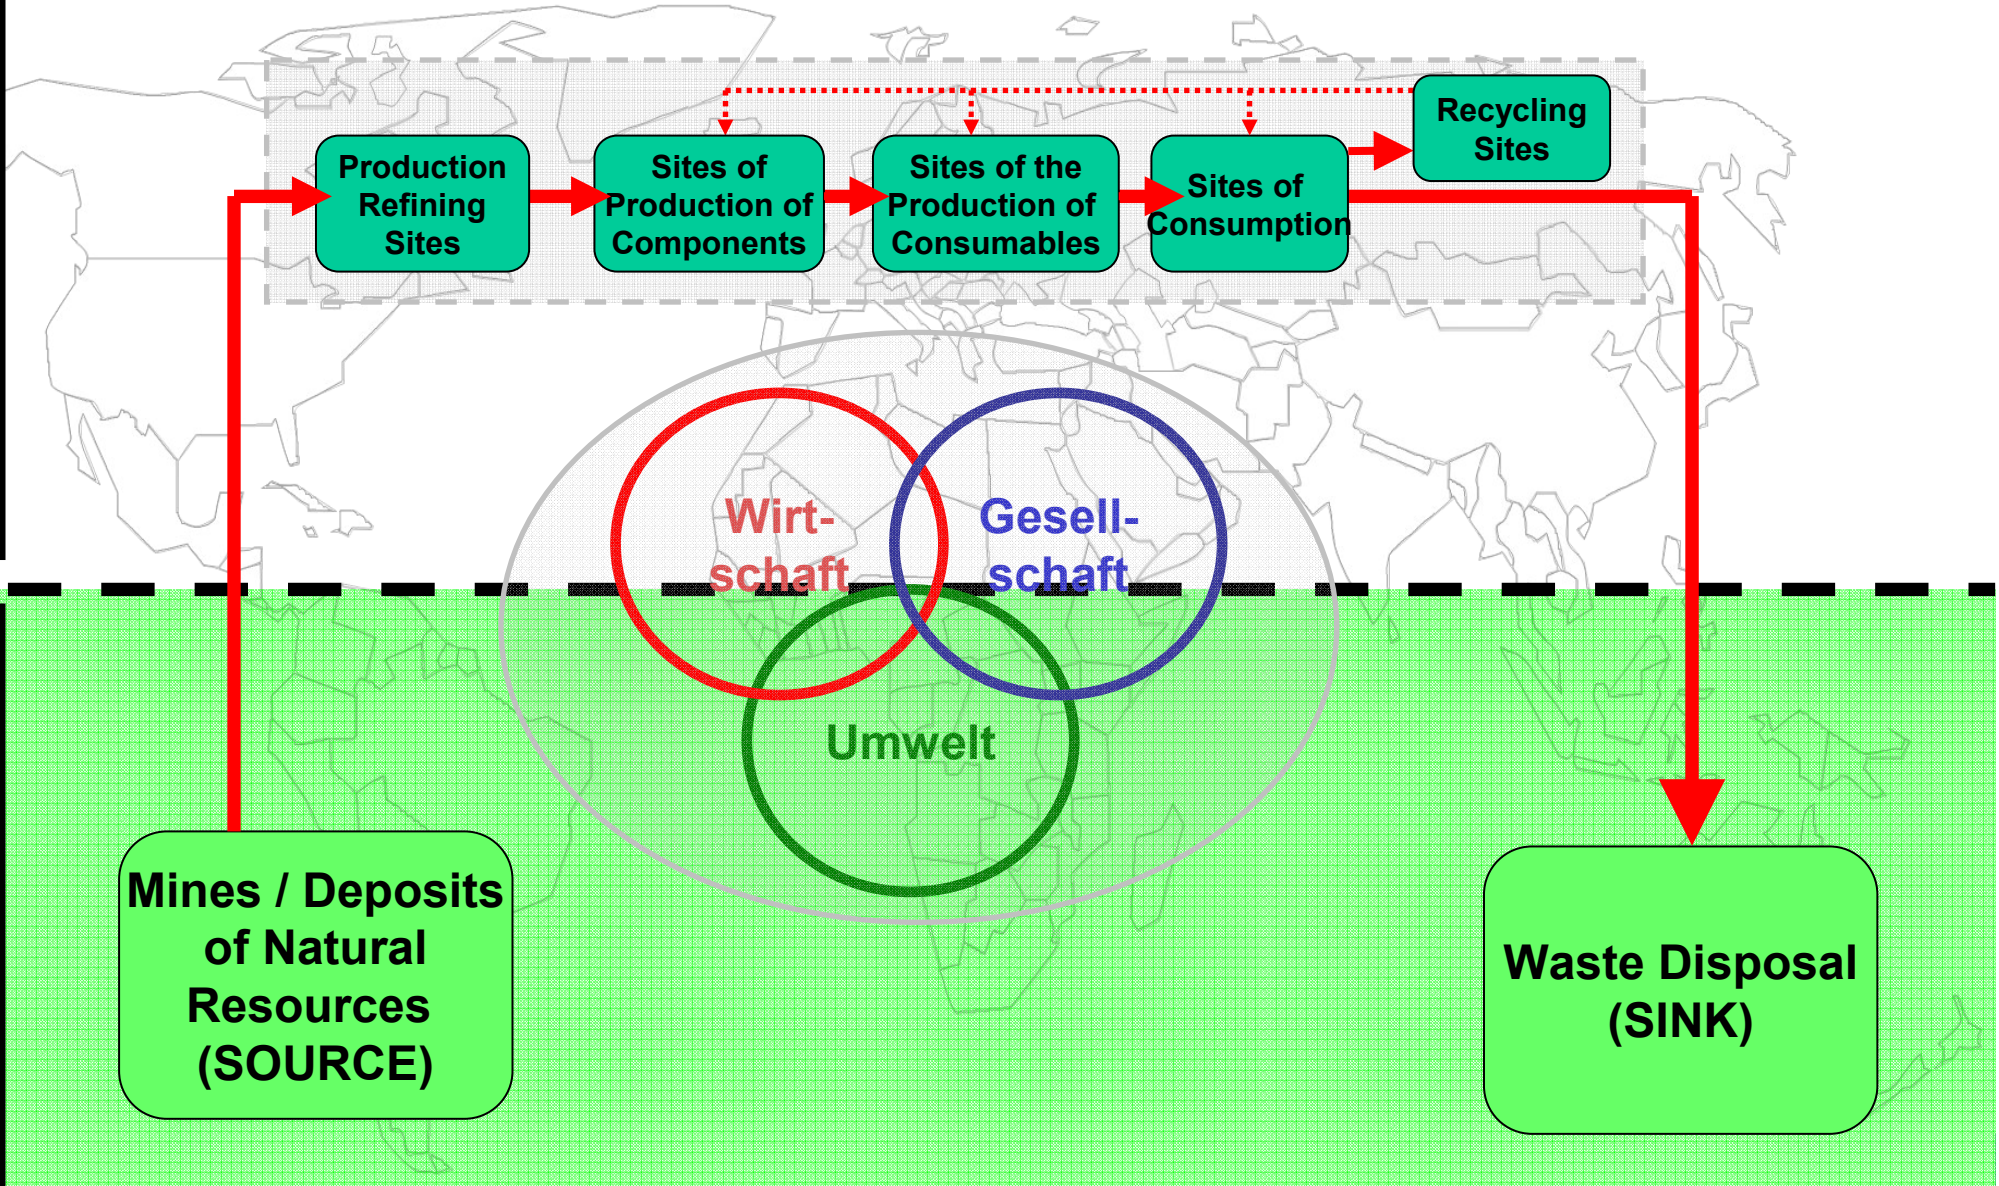 Recycling
Sites
Production
Refining
Sites
Sites of
Production of
Components
Sites of the
Production of
Consumables
Sites of
Consumption
Wirt-
schaft
Gesell-
schaft
Umwelt
Mines / Deposits
of Natural
Resources
(SOURCE)
Waste Disposal
(SINK)